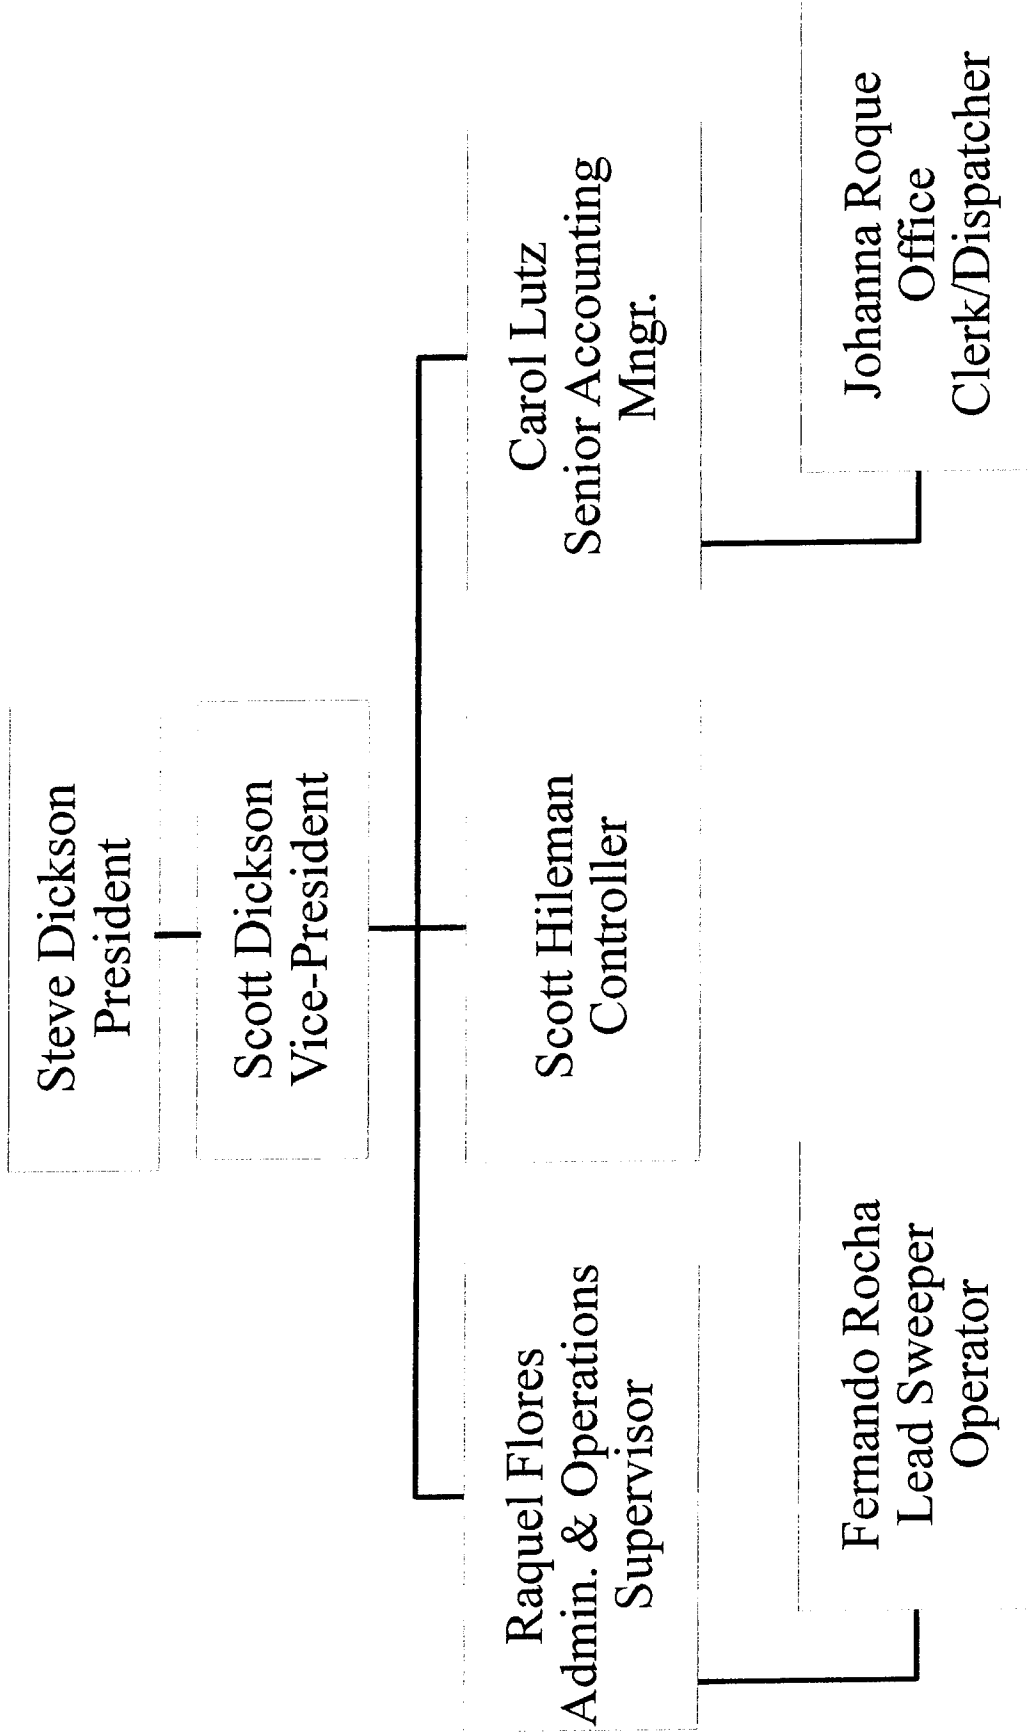 Steve Dickson
President
Scott Dickson
Vice-President
Raquel Flores
Admin. & Operations
Supervisor
Scott Hileman
Controller
Carol Lutz
Senior Accounting
Mngr.
Fernando Rocha
Lead Sweeper
Operator
Johanna Roque
Office
Clerk/Dispatcher